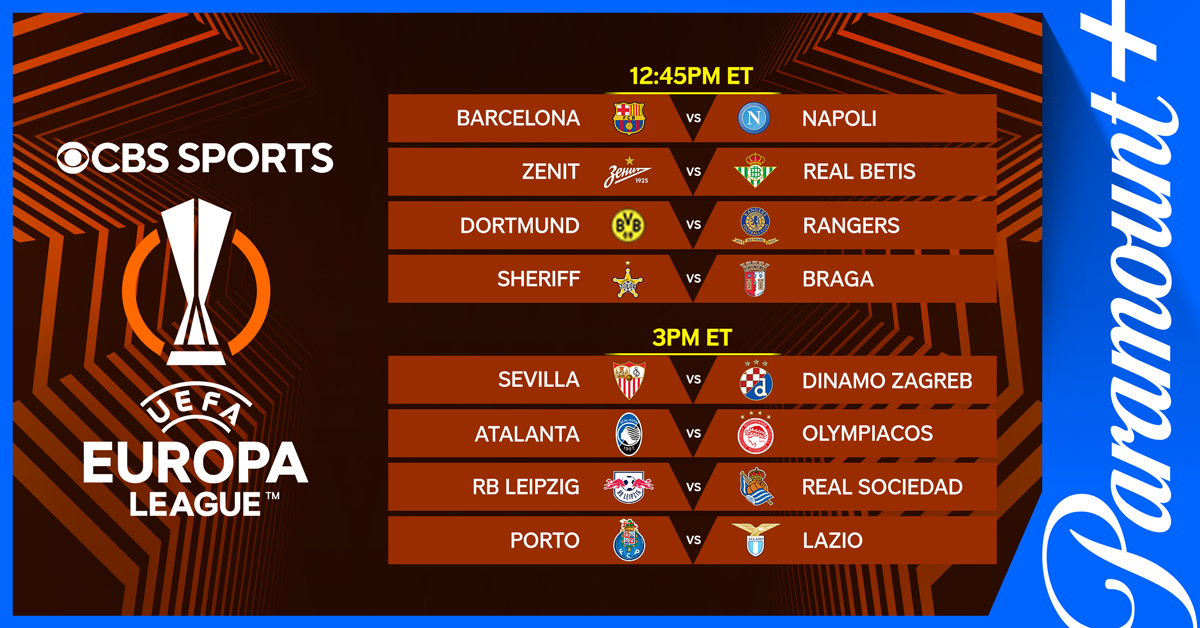 CBS SPORTS
UEFA
EUROPA
LEAGUE™
12:45PM ET
BARCELONA VS NAPOLI
ZENIT VS REAL BETIS
DORTMUND VS RANGERS
SHERIFF VS BRAGA
3PM ET
SEVILLA VS DINAMO ZAGREB
ATALANTA VS OLYMPIACOS
RB LEIPZIG VS REAL SOCIEDAD
PORTO VS LAZIO
Paramount+